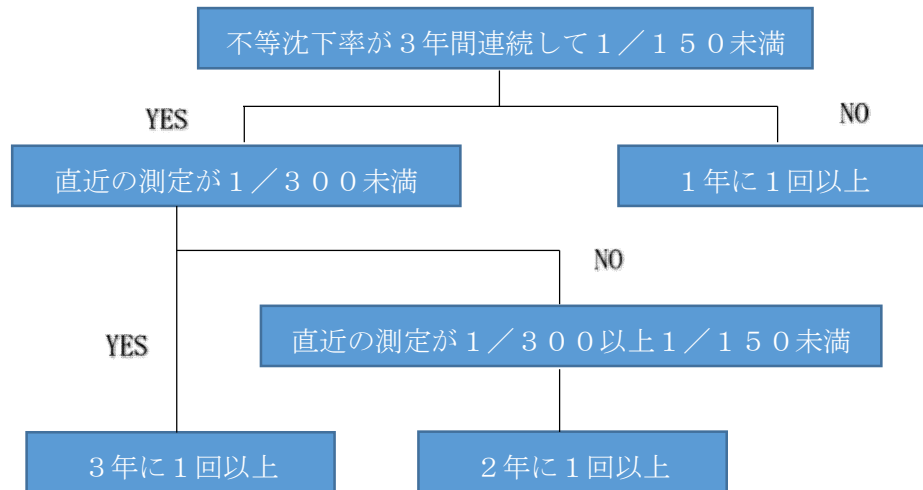 不等沈下率が３年間連続して１／１５０未満
YES
NO
直近の測定が１／３００未満
１年に１回以上
NO
直近の測定が１／３００以上１／１５０未満
YES
３年に１回以上
２年に１回以上